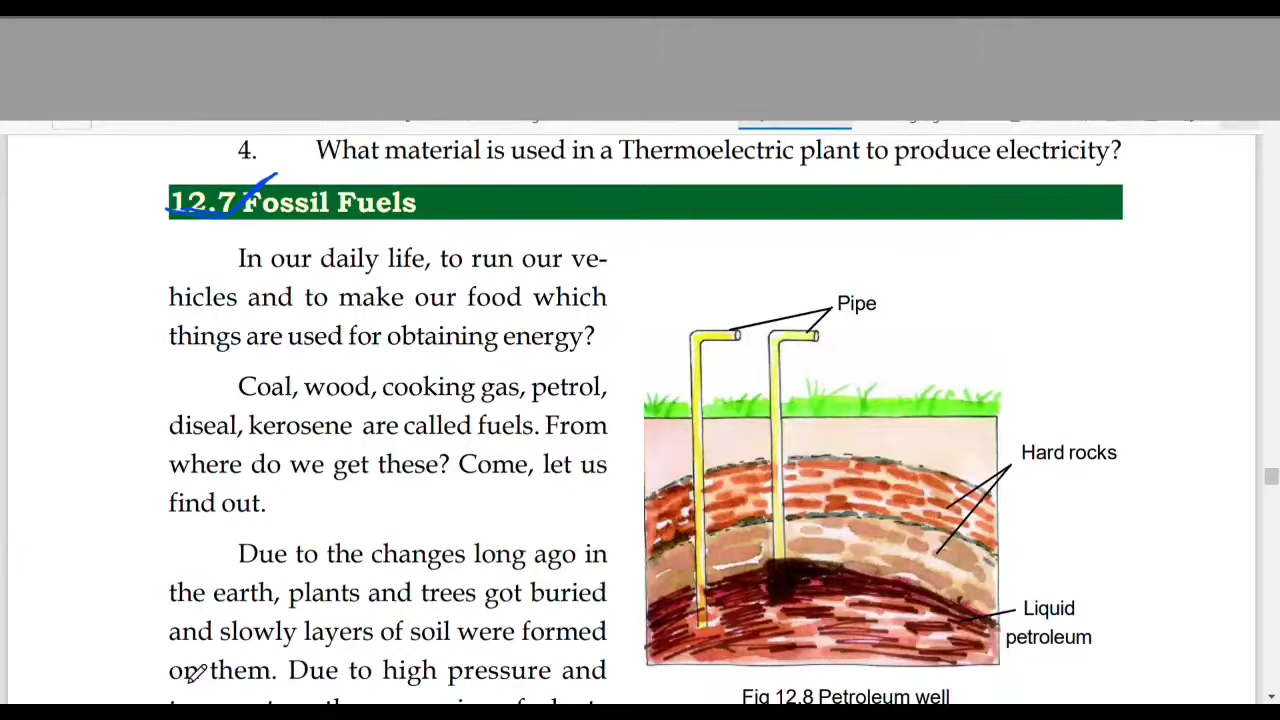 4. What material is used in a Thermoelectric plant to produce electricity?
12.7 Fossil Fuels
In our daily life, to run our ve-
hicles and to make our food which
things are used for obtaining energy?
Coal, wood, cooking gas, petrol,
diseal, kerosene are called fuels. From
where do we get these? Come, let us
find out.
Due to the changes long ago in
the earth, plants and trees got buried
and slowly layers of soil were formed
on them. Due to high pressure and
Pipe
Hard rocks
Liquid
petroleum
Fig 12.8 Petroleum well